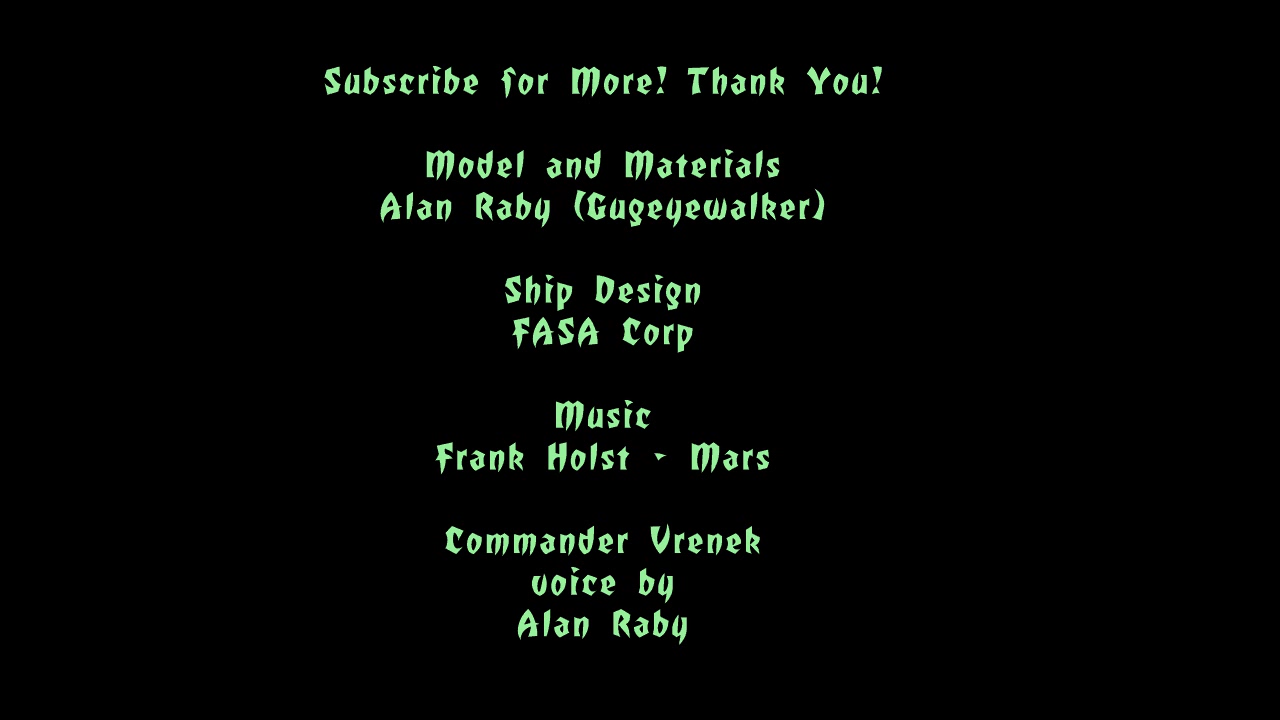 Subscribe for More! Thank You!
Model and Materials
Alan Raby (Gugeyewalker)
Ship Design
FASA Corp
Music
Frank Holst - Mars
Commander Vrenek
voice by
Alan Raby